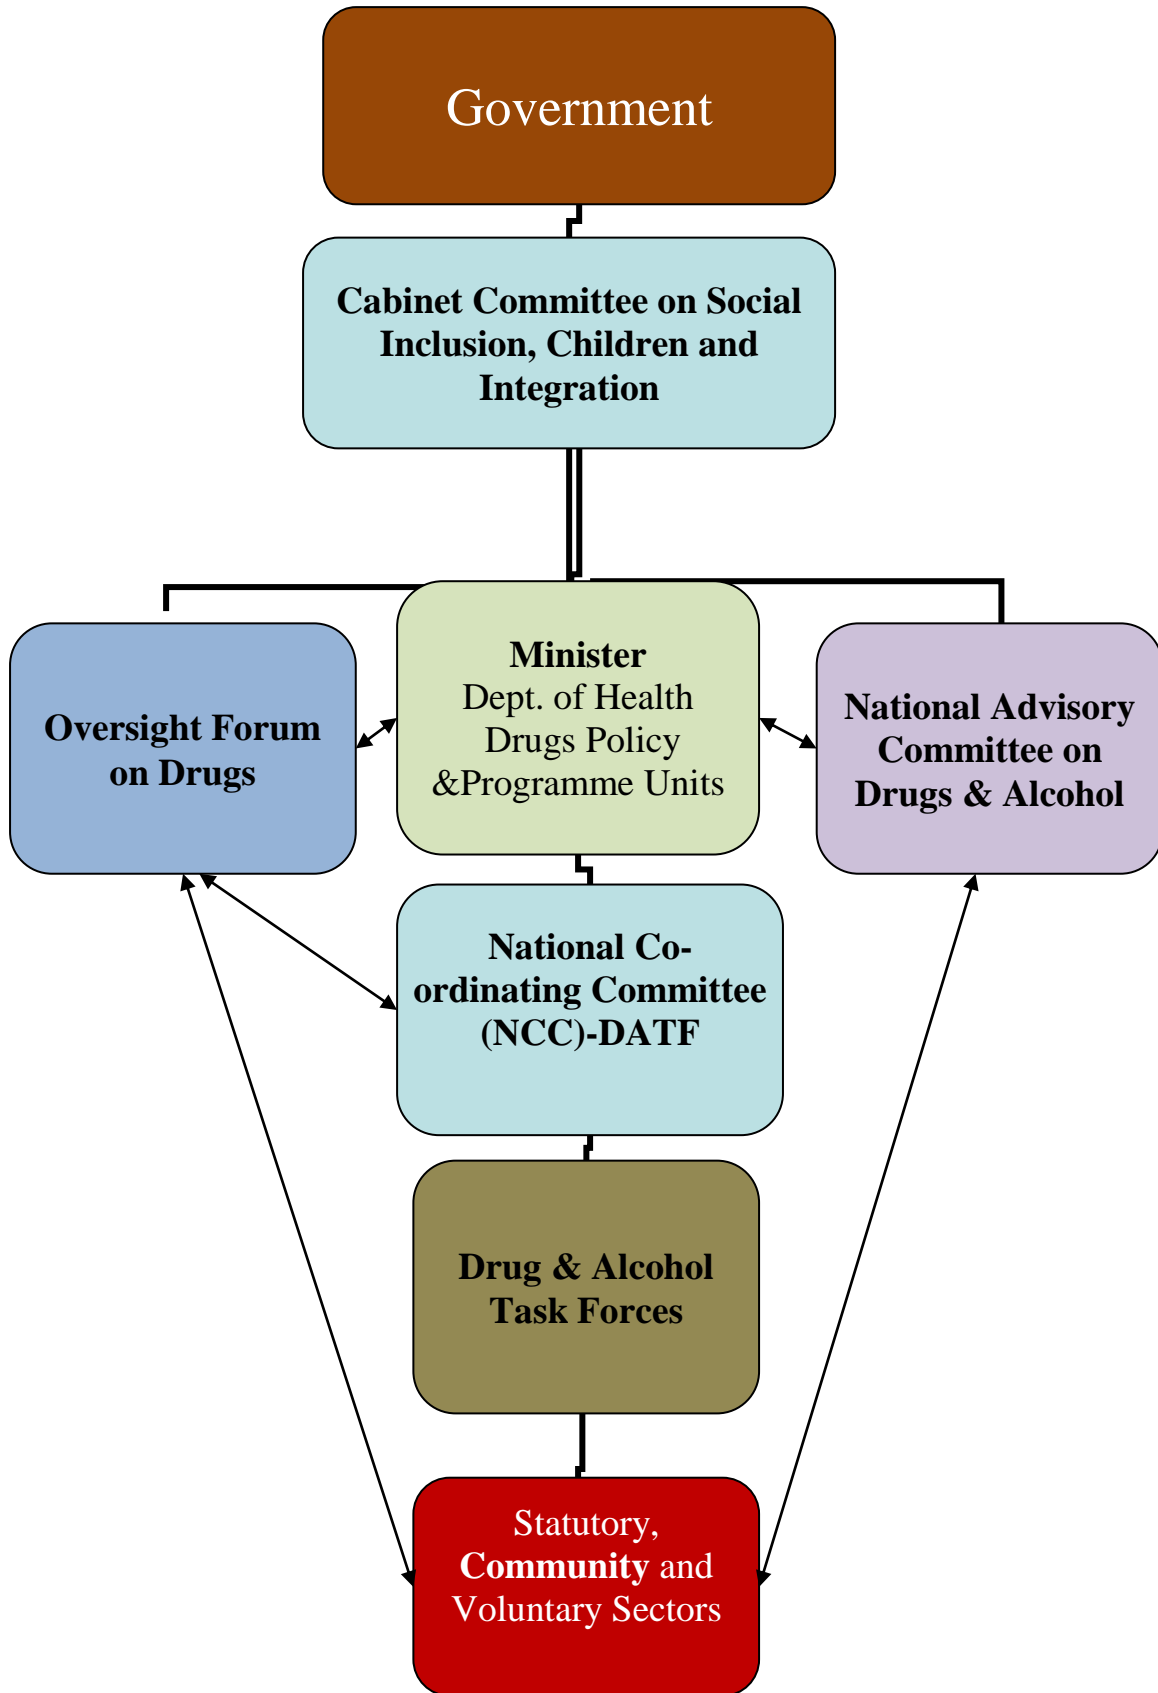 Government
Cabinet Committee on Social
Inclusion, Children and
Integration
Oversight Forum
on Drugs
Minister
Dept. of Health
Drugs Policy
&Programme Units
National Advisory
Committee on
Drugs & Alcohol
National Co-
ordinating Committee
(NCC)-DATF
Drug & Alcohol
Task Forces
Statutory,
Community and
Voluntary Sectors